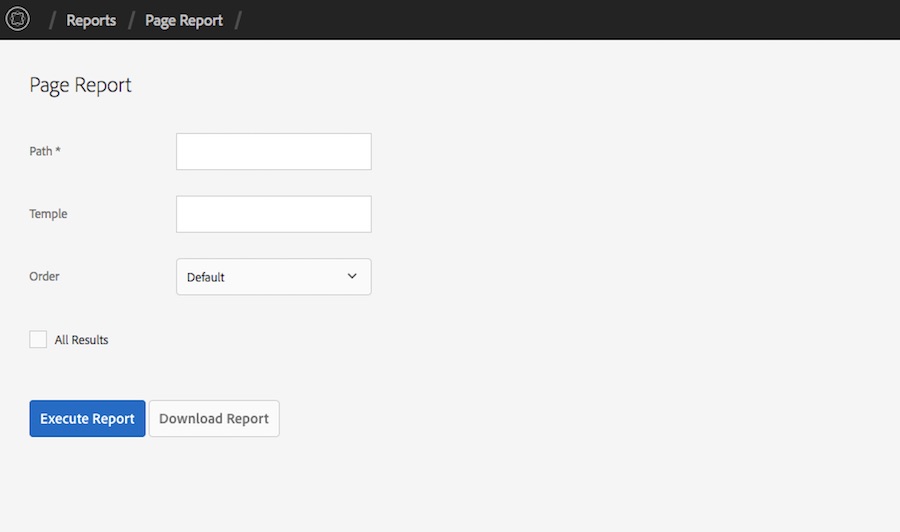 / Reports / Page Report /
Page Report
Path *
Temple
Order
Default
All Results
Execute Report Download Report